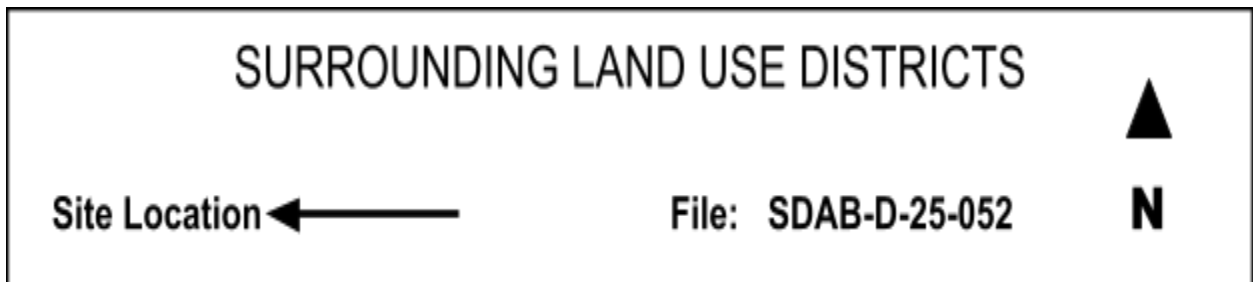 SURROUNDING LAND USE DISTRICTS
Site Location File: SDAB-D-25-052 N